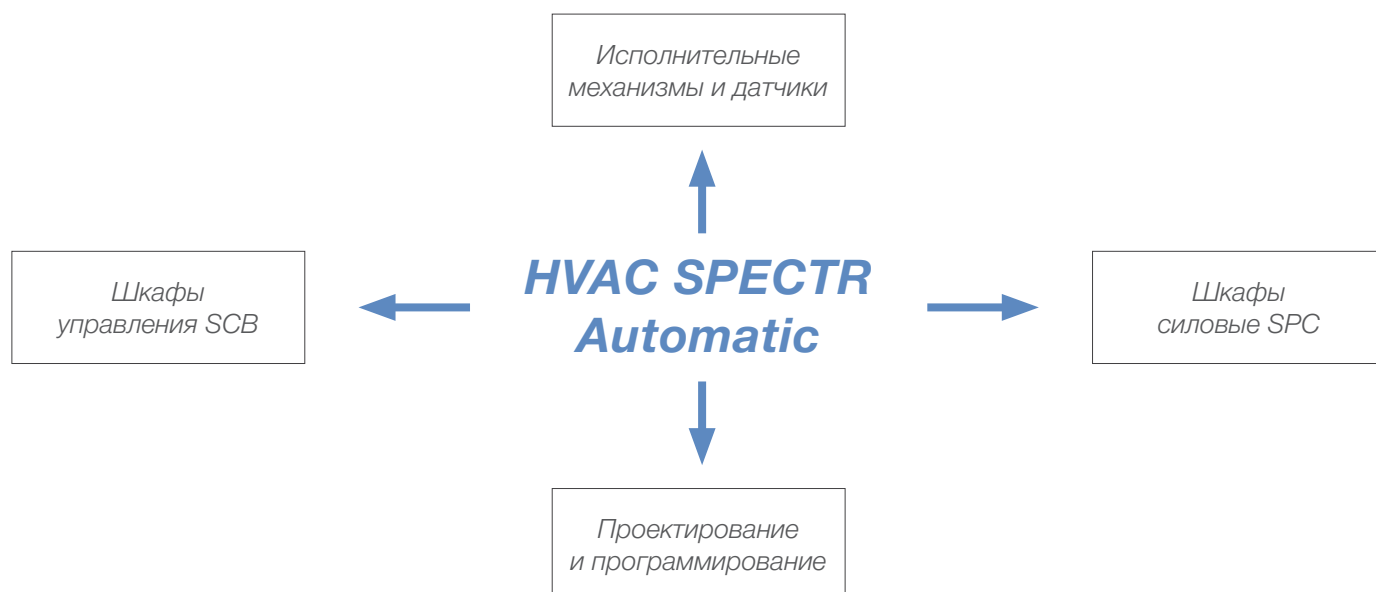 Исполнительные
механизмы и датчики
Шкафы
управления SCB
HVAC SPECTR
Automatic
Шкафы
силовые SPC
Проектирование
и программирование